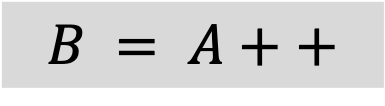 B = A + +